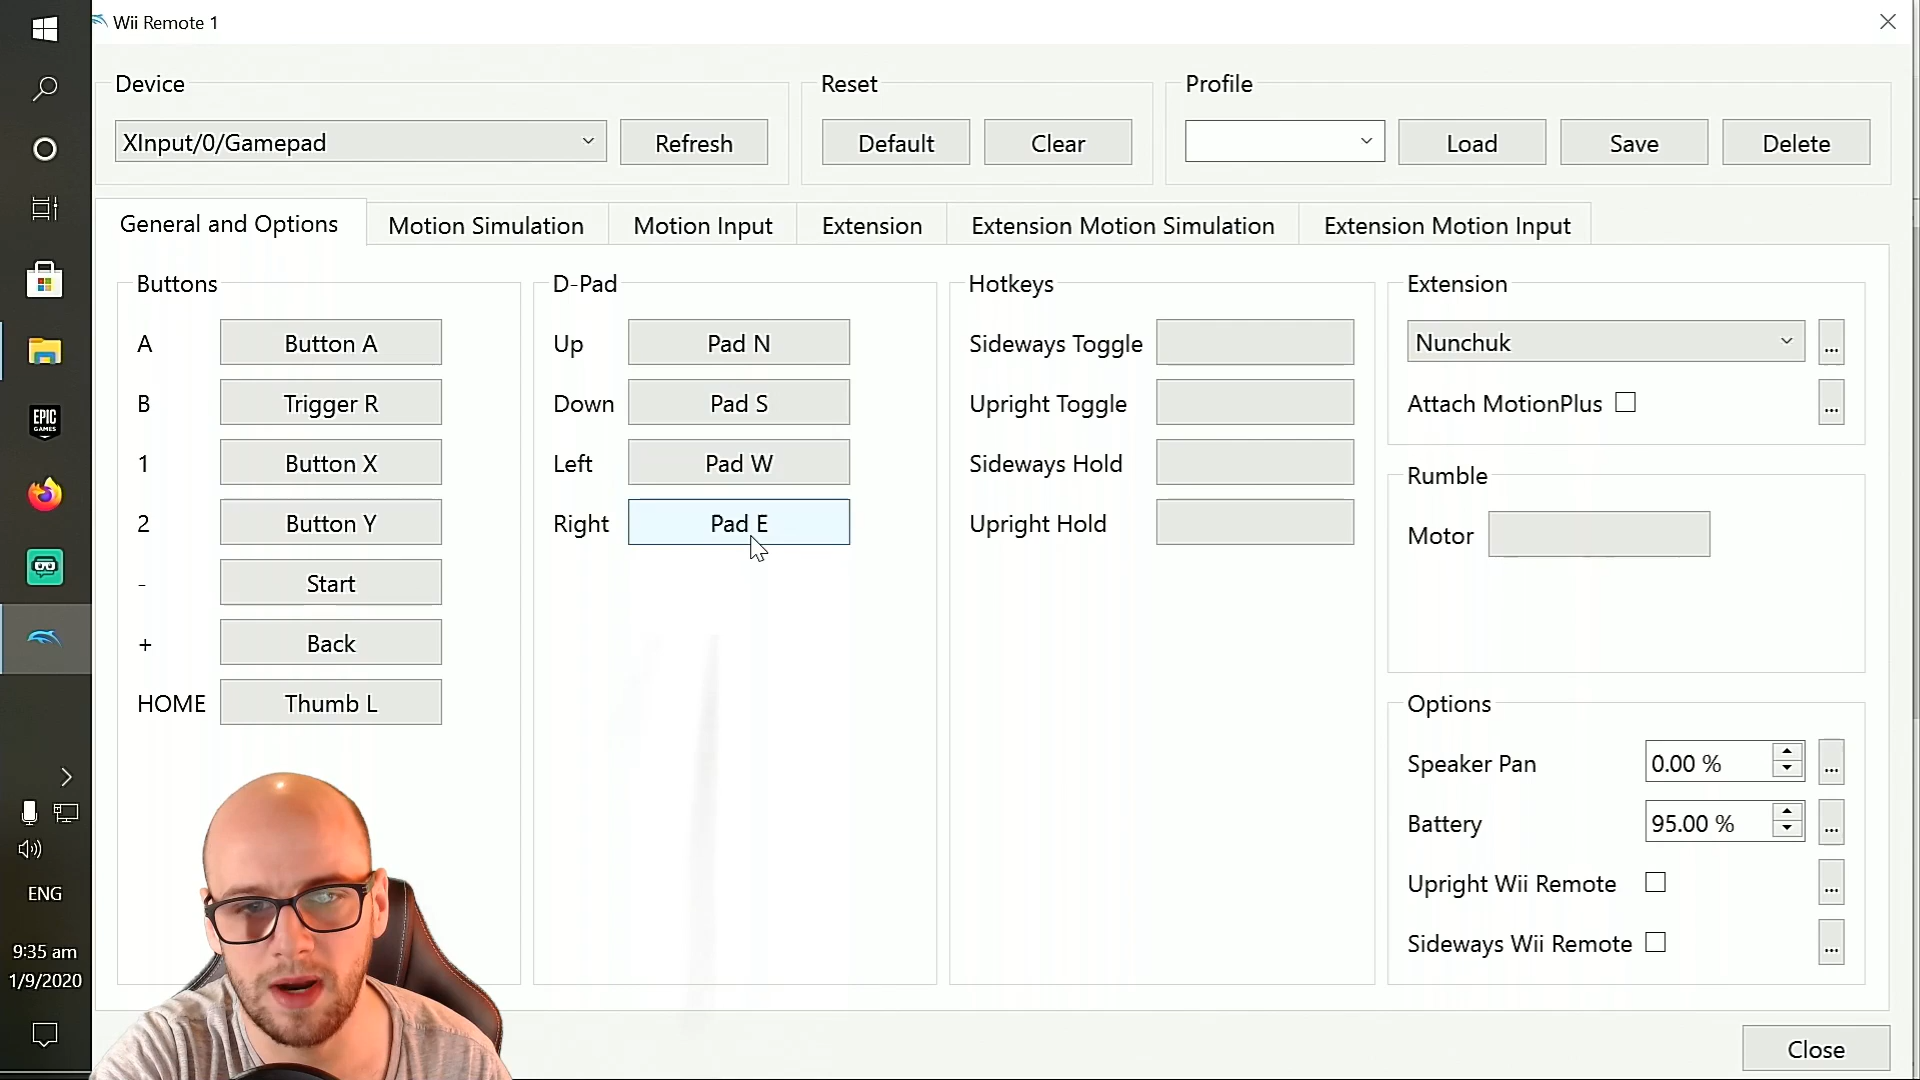 Wii Remote 1
Device
Reset
Profile
XInput/0/Gamepad
Refresh
Default
Clear
Load
Save
Delete
General and Options
Motion Simulation
Motion Input
Extension
Extension Motion Simulation
Extension Motion Input
Buttons
A Button A
B Trigger R
1 Button X
2 Button Y
- Start
+ Back
HOME Thumb L
D-Pad
Up Pad N
Down Pad S
Left Pad W
Right Pad E
Hotkeys
Sideways Toggle
Upright Toggle
Sideways Hold
Upright Hold
Extension
Nunchuk ...
Attach MotionPlus ...
Rumble
Motor
Options
Speaker Pan 0.00 % ...
Battery 95.00 % ...
Upright Wii Remote ...
Sideways Wii Remote ...
Close
EPIC
GAMES
ENG
9:35 am
1/9/2020